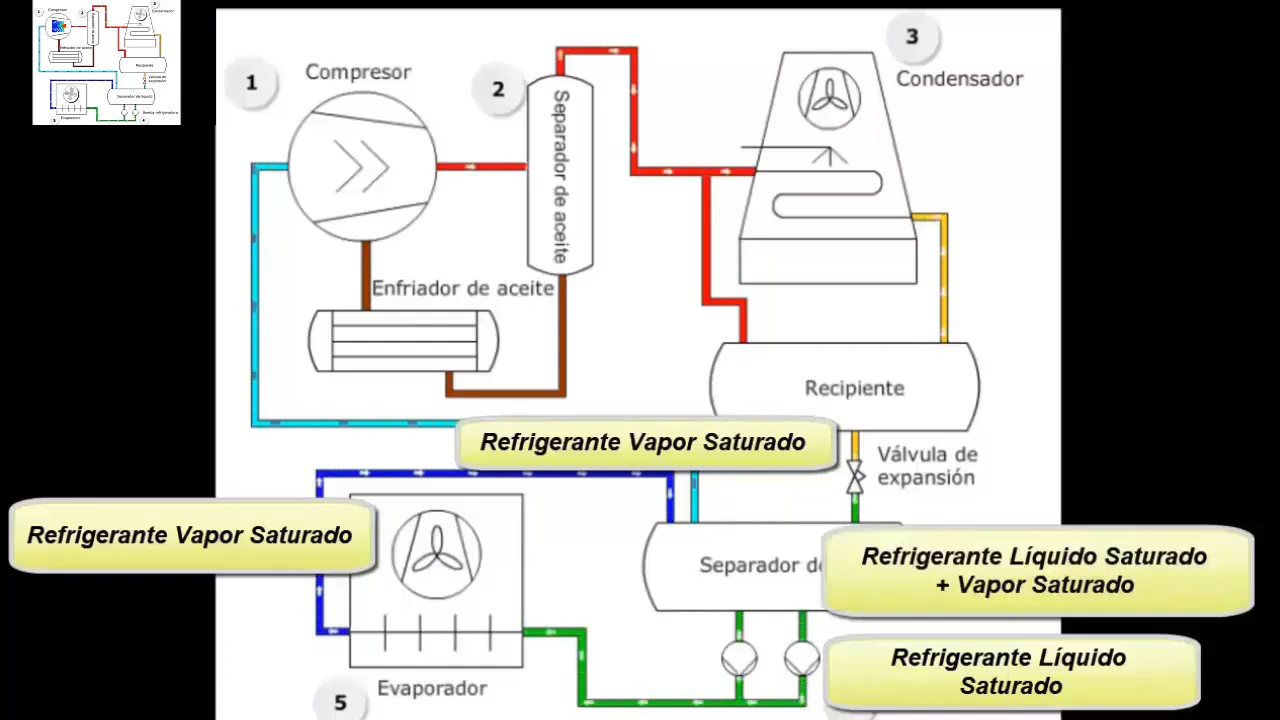 1
Compresor
2
Separador de aceite
3
Condensador
Enfriador de aceite
Recipiente
Refrigerante Vapor Saturado
Válvula de
expansión
Refrigerante Vapor Saturado
Separador de
Refrigerante Líquido Saturado
+ Vapor Saturado
Refrigerante Líquido
Saturado
5
Evaporador